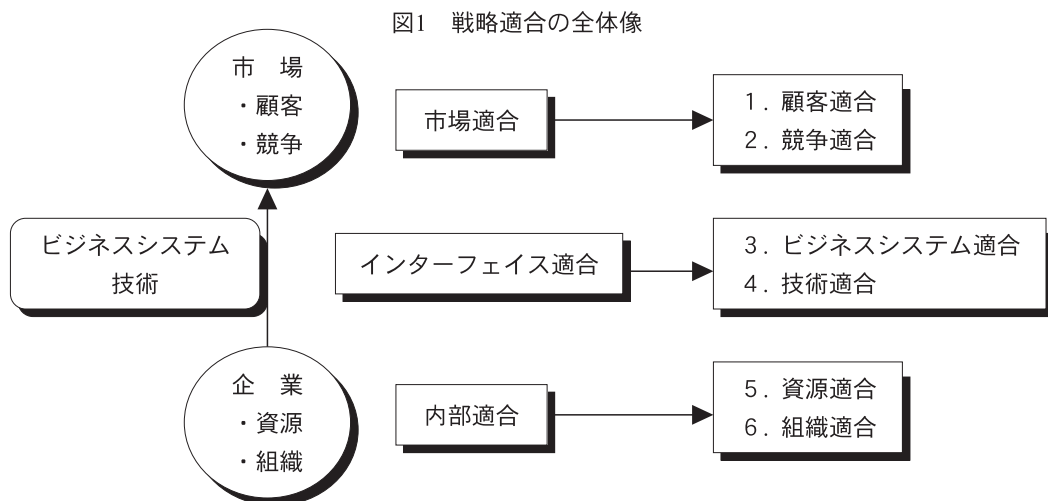 図1 戦略適合の全体像
市 場
・顧客
・競争
市場適合
1. 顧客適合
2. 競争適合
ビジネスシステム
技術
インターフェイス適合
3. ビジネスシステム適合
4. 技術適合
企 業
・資源
・組織
内部適合
5. 資源適合
6. 組織適合